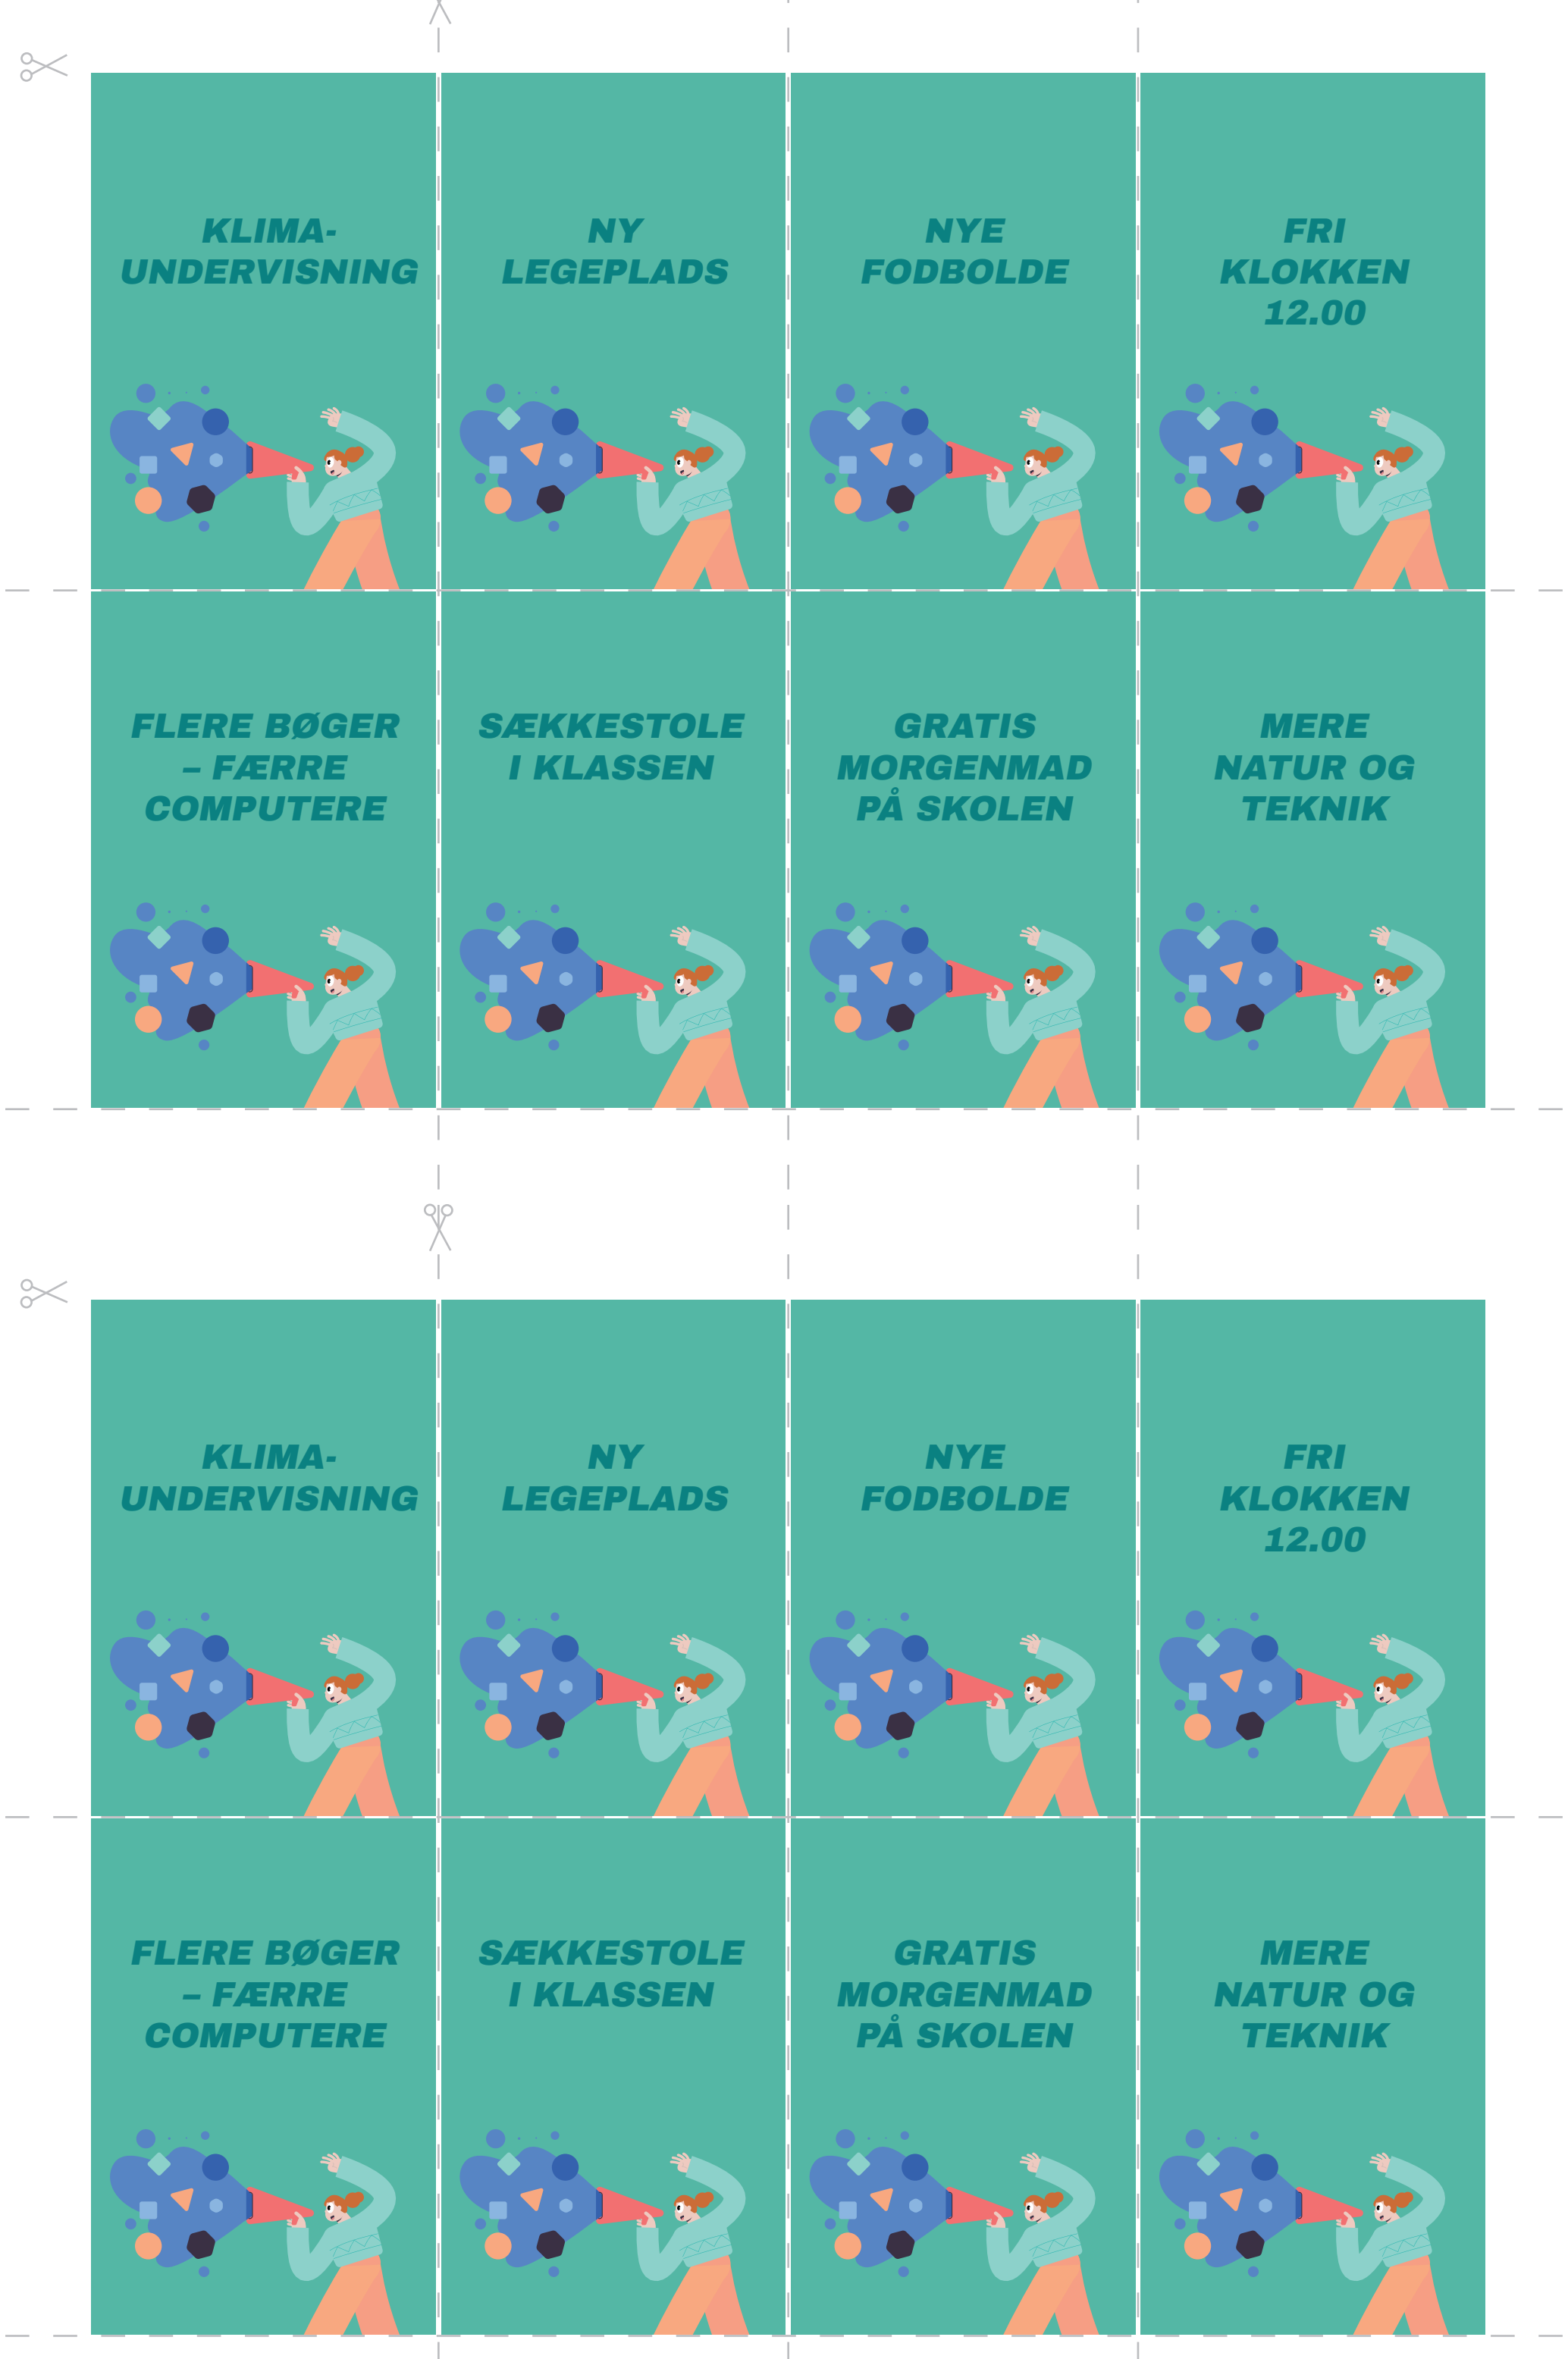 KLIMA-
UNDERVISNING
NY
LEGEPLADS
NYE
FODBOLDE
FRI
KLOKKEN
12.00
FLERE BØGER
– FÆRRE
COMPUTERE
SÆKKESTOLE
I KLASSEN
GRATIS
MORGENMAD
PÅ SKOLEN
MERE
NATUR OG
TEKNIK
KLIMA-
UNDERVISNING
NY
LEGEPLADS
NYE
FODBOLDE
FRI
KLOKKEN
12.00
FLERE BØGER
– FÆRRE
COMPUTERE
SÆKKESTOLE
I KLASSEN
GRATIS
MORGENMAD
PÅ SKOLEN
MERE
NATUR OG
TEKNIK